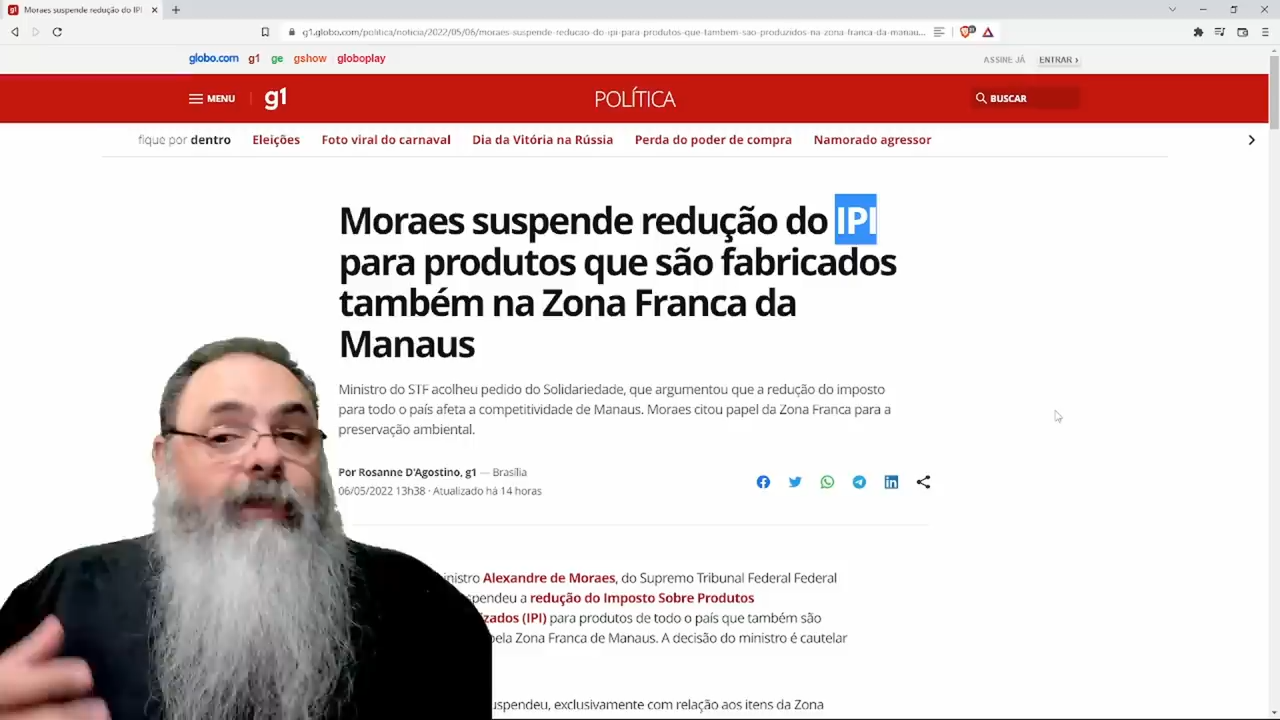 Moraes suspende redução do IPI
g1.globo.com/politica/noticia/2022/05/06/moraes-suspende-reducao-do-ipi-para-produtos-que-tambem-sao-produzidos-na-zona-franca-da-manau...
globo.com g1 ge gshow globoplay
ASSINE JÁ ENTRAR ›
MENU g1 POLÍTICA BUSCAR
fique por dentro Eleições Foto viral do carnaval Dia da Vitória na Rússia Perda do poder de compra Namorado agressor
Moraes suspende redução do IPI
para produtos que são fabricados
também na Zona Franca da
Manaus
Ministro do STF acolheu pedido do Solidariedade, que argumentou que a redução do imposto
para todo o país afeta a competitividade de Manaus. Moraes citou papel da Zona Franca para a
preservação ambiental.
Por Rosanne D'Agostino, g1 — Brasília
06/05/2022 13h38 · Atualizado há 14 horas
Alexandre de Moraes, do Supremo Tribunal Federal Federal
a redução do Imposto Sobre Produtos
(IPI) para produtos de todo o país que também são
pela Zona Franca de Manaus. A decisão do ministro é cautelar
exclusivamente com relação aos itens da Zona